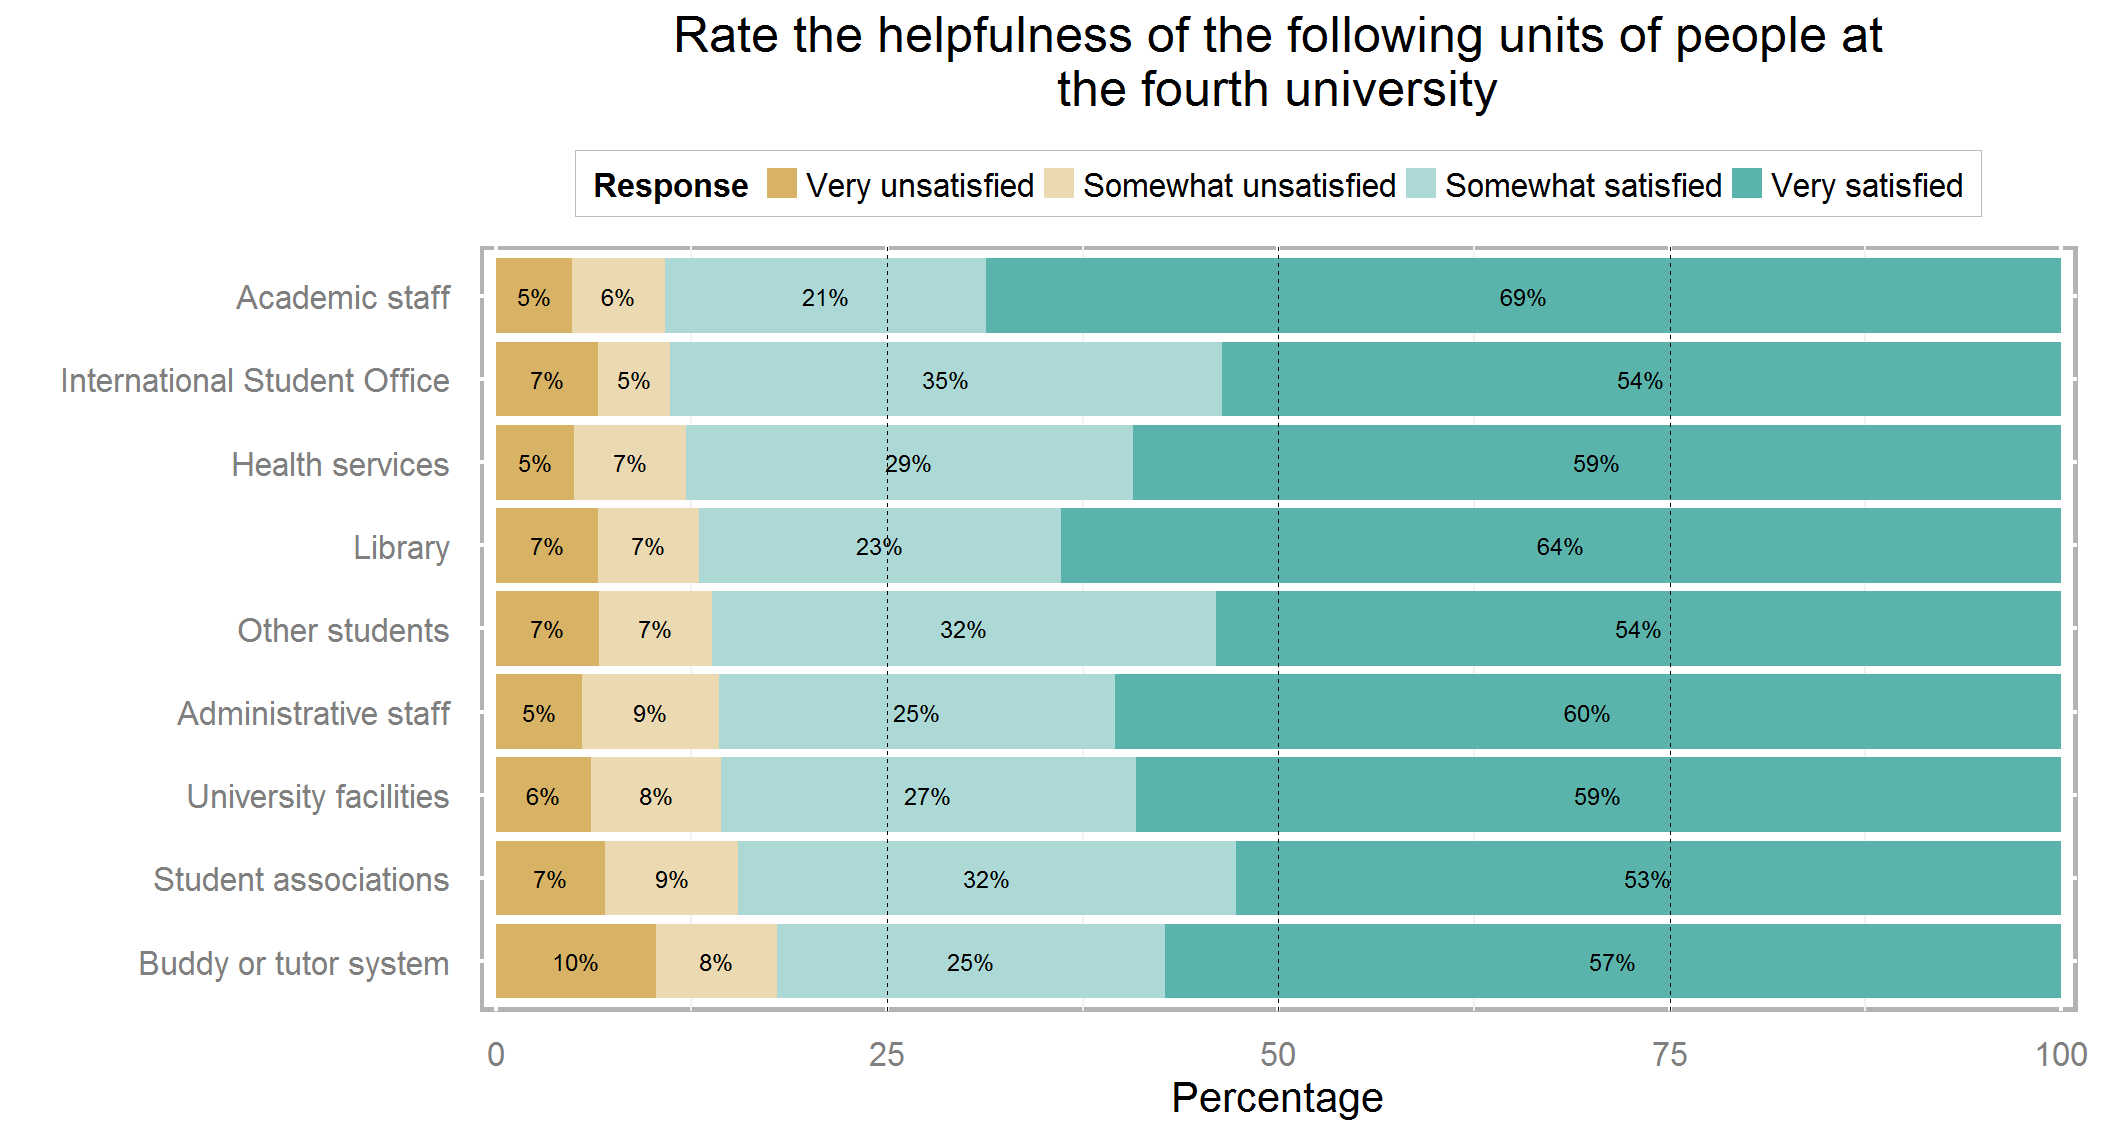 Rate the helpfulness of the following units of people at
the fourth university
Response Very unsatisfied Somewhat unsatisfied Somewhat satisfied Very satisfied
Academic staff 5% 6% 21% 69%
International Student Office 7% 5% 35% 54%
Health services 5% 7% 29% 59%
Library 7% 7% 23% 64%
Other students 7% 7% 32% 54%
Administrative staff 5% 9% 25% 60%
University facilities 6% 8% 27% 59%
Student associations 7% 9% 32% 53%
Buddy or tutor system 10% 8% 25% 57%
0 25 50 75 100
Percentage